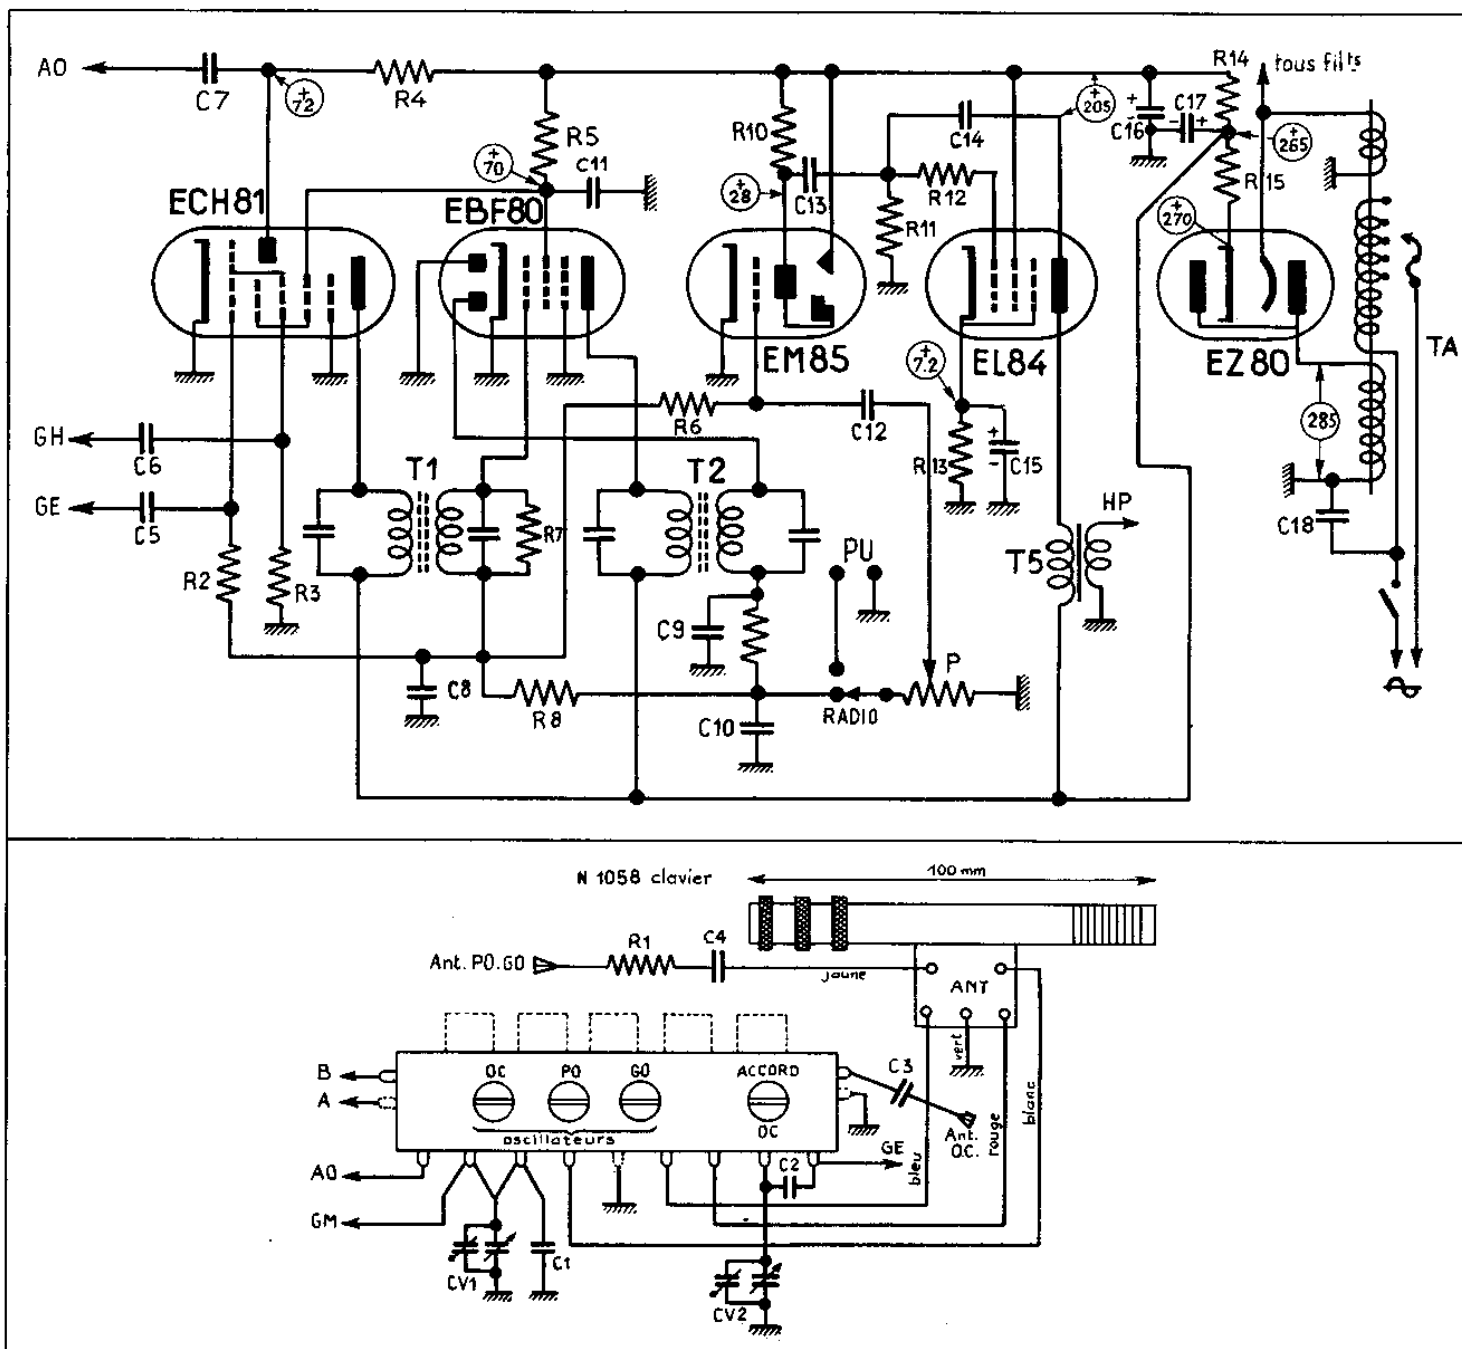 AO
C7
+
72
R4
R5
+
70
C11
R10
+
28
C13
C14
R12
R11
+
205
C16
C17
R14
tous filts
+
265
R15
+
270
ECH81
EBF80
EM85
EL84
EZ80
TA
+
7.2
285
GH
C6
GE
C5
R2
R3
T1
R7
R6
T2
C12
R13
C15
HP
T5
C18
PU
C9
P
C8
R8
C10
RADIO
N 1058 clavier
100 mm
Ant. PO.GO
R1
C4
jaune
ANT
vert
blanc
B
A
OC
PO
GO
ACCORD
OC
oscillateurs
C3
Ant.
O.C.
rouge
bleu
GE
AO
GM
C2
CV1
C1
CV2